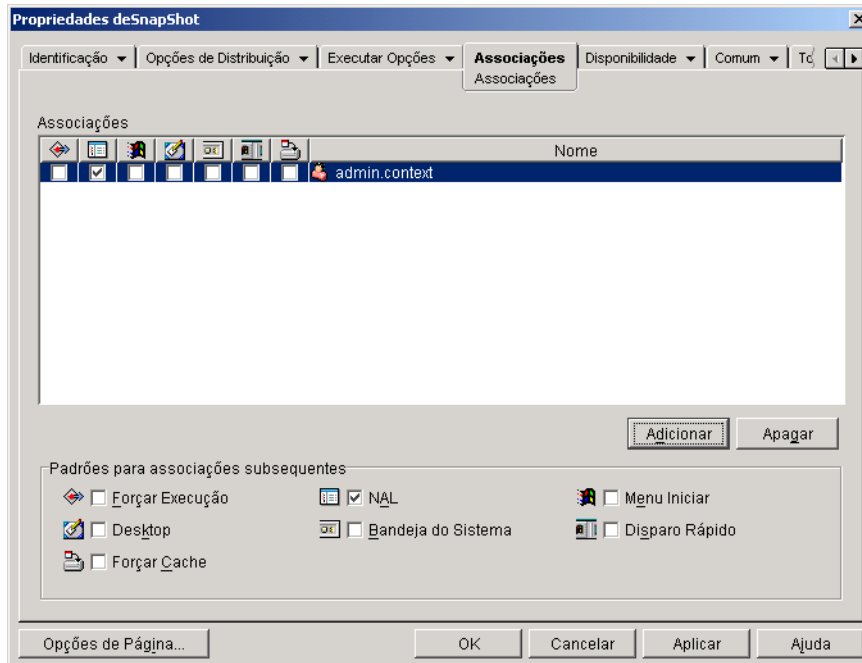 Propriedades deSnapShot
Identificação Opções de Distribuição Executar Opções Associações Disponibilidade Comum
Associações
Associações
Nome
admin.context
Adicionar Apagar
Padrões para associações subsequentes
Forçar Execução NAL Menu Iniciar
Desktop Bandeja do Sistema Disparo Rápido
Forçar Cache
Opções de Página... OK Cancelar Aplicar Ajuda